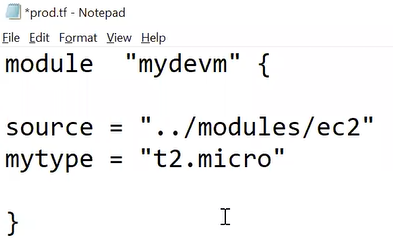 *prod.tf - Notepad
File Edit Format View Help
module  "mydevm" {
source = "../modules/ec2"
mytype = "t2.micro"
}